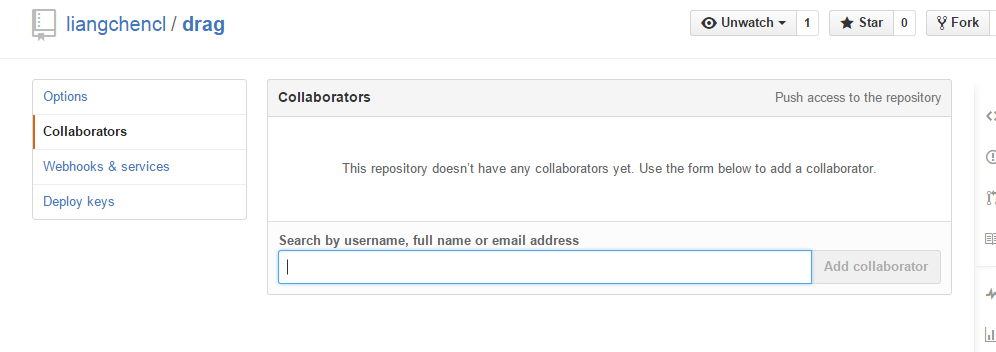 liangchencl / drag
Unwatch 1 Star 0 Fork
Options
Collaborators
Webhooks & services
Deploy keys
Collaborators Push access to the repository
This repository doesn't have any collaborators yet. Use the form below to add a collaborator.
Search by username, full name or email address
Add collaborator